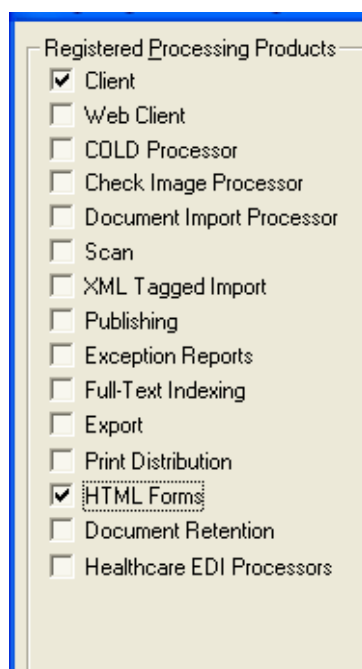 Registered Processing Products
Client
Web Client
COLD Processor
Check Image Processor
Document Import Processor
Scan
XML Tagged Import
Publishing
Exception Reports
Full-Text Indexing
Export
Print Distribution
HTML Forms
Document Retention
Healthcare EDI Processors